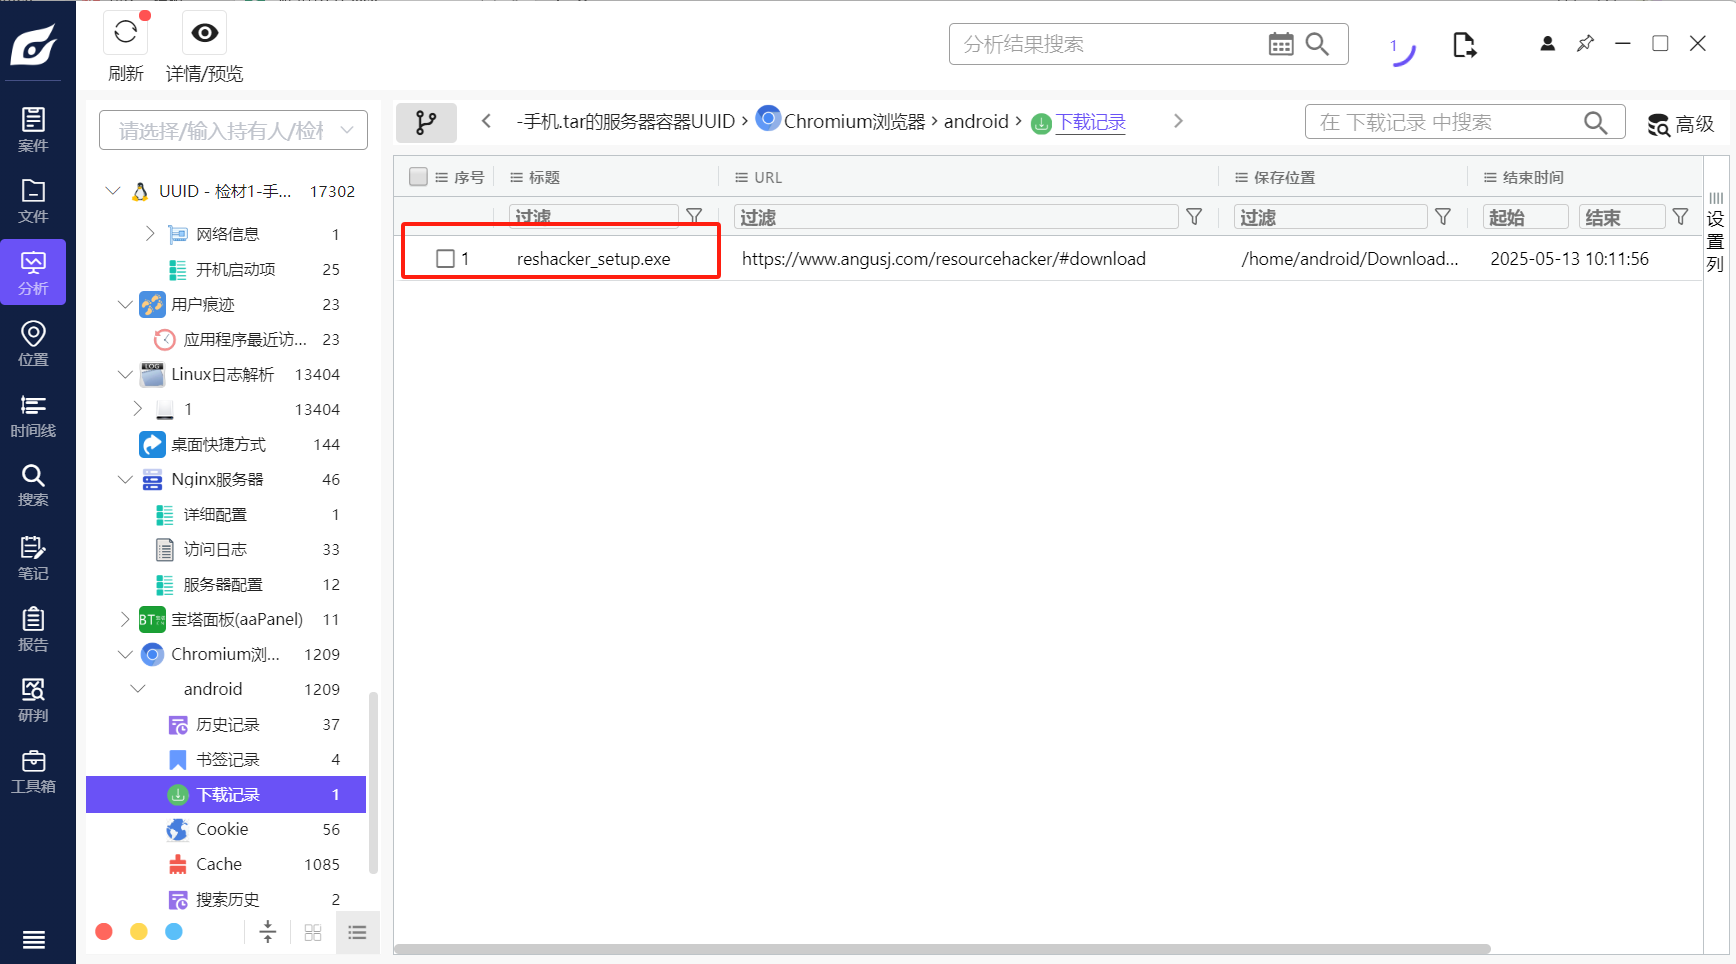 刷新
详情/预览
分析结果搜索
1
案件
文件
分析
位置
时间线
搜索
笔记
报告
研判
工具箱
请选择/输入持有人/检材
UUID - 检材1-手... 17302
网络信息 1
开机启动项 25
用户痕迹 23
应用程序最近访... 23
Linux日志解析 13404
1 13404
桌面快捷方式 144
Nginx服务器 46
详细配置 1
访问日志 33
服务器配置 12
宝塔面板(aaPanel) 11
Chromium浏... 1209
android 1209
历史记录 37
书签记录 4
下载记录 1
Cookie 56
Cache 1085
搜索历史 2
-手机.tar的服务器容器UUID › Chromium浏览器 › android › 下载记录
在 下载记录 中搜索
高级
序号 标题 URL 保存位置 结束时间
过滤 过滤 过滤 起始 结束
1 reshacker_setup.exe https://www.angusj.com/resourcehacker/#download /home/android/Download... 2025-05-13 10:11:56
设置列